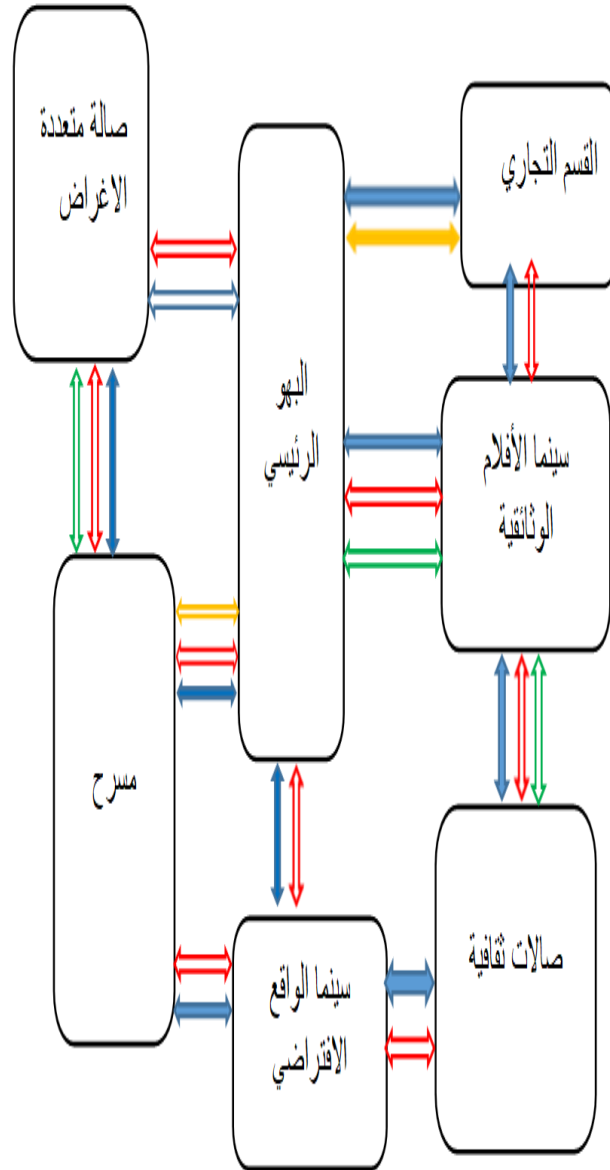 صالة متعددة
الاغراض
القسم التجاري
البهو
الرئيسي
سينما الأفلام
الوثائقية
مسرح
صالات ثقافية
سينما الواقع
الافتراضي